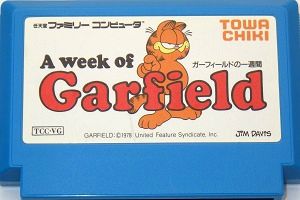 任天堂 ファミリー コンピュータ™
TOWA
CHIKI
A week of
ガーフィールドの一週間
Garfield
TCC-VG
GARFIELD: ©1978 United Feature Syndicate, Inc.
JIM DAVIS